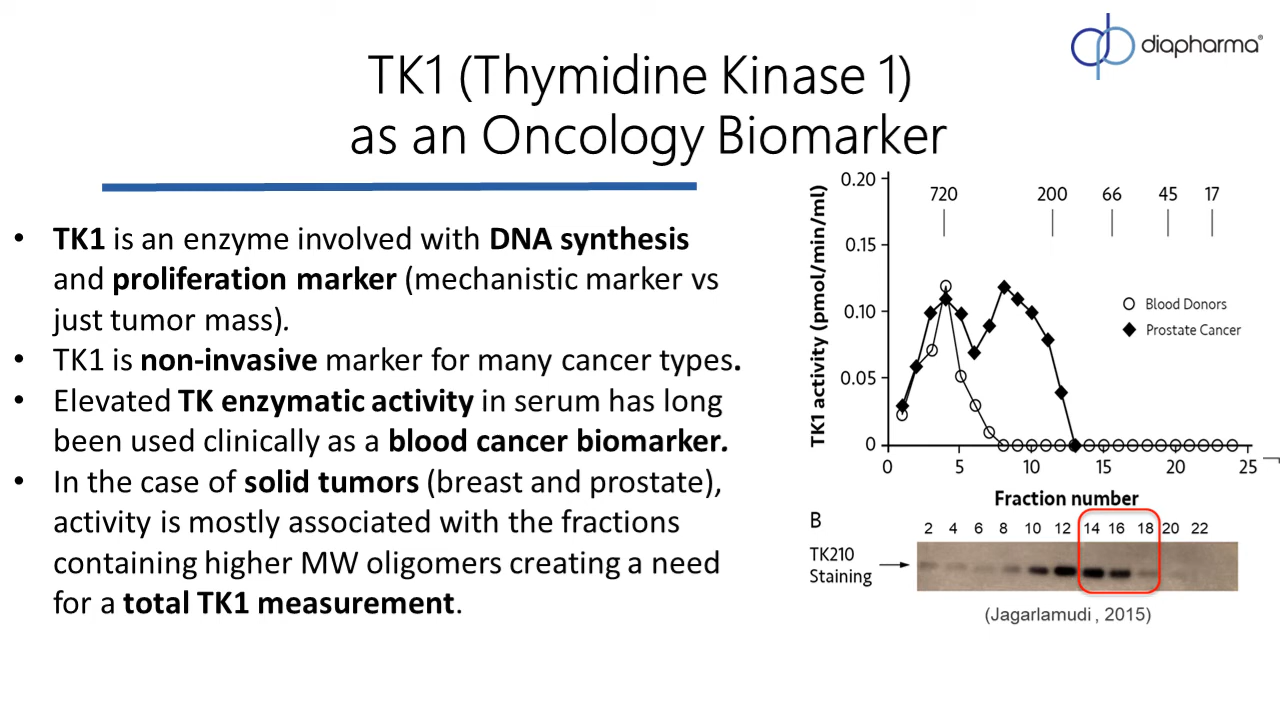 diapharma®
TK1 (Thymidine Kinase 1)
as an Oncology Biomarker
• TK1 is an enzyme involved with DNA synthesis
and proliferation marker (mechanistic marker vs
just tumor mass).
• TK1 is non-invasive marker for many cancer types.
• Elevated TK enzymatic activity in serum has long
been used clinically as a blood cancer biomarker.
• In the case of solid tumors (breast and prostate),
activity is mostly associated with the fractions
containing higher MW oligomers creating a need
for a total TK1 measurement.
TK1 activity (pmol/min/ml)
0.20
0.15
0.10
0.05
0
720 200 66 45 17
Blood Donors
Prostate Cancer
0 5 10 15 20 25
Fraction number
B
2 4 6 8 10 12 14 16 18 20 22
TK210
Staining
(Jagarlamudi, 2015)